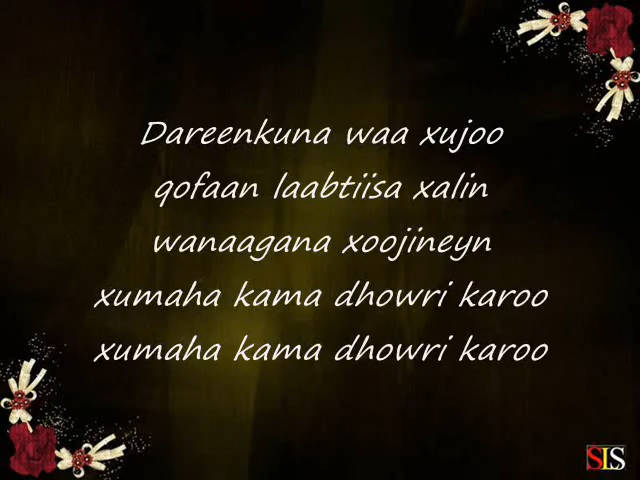 Dareenkuna waa xujoo
qofaan laabtiisa xalin
wanaagana xoojineyn
xumaha kama dhowri karoo
xumaha kama dhowri karoo
SLS